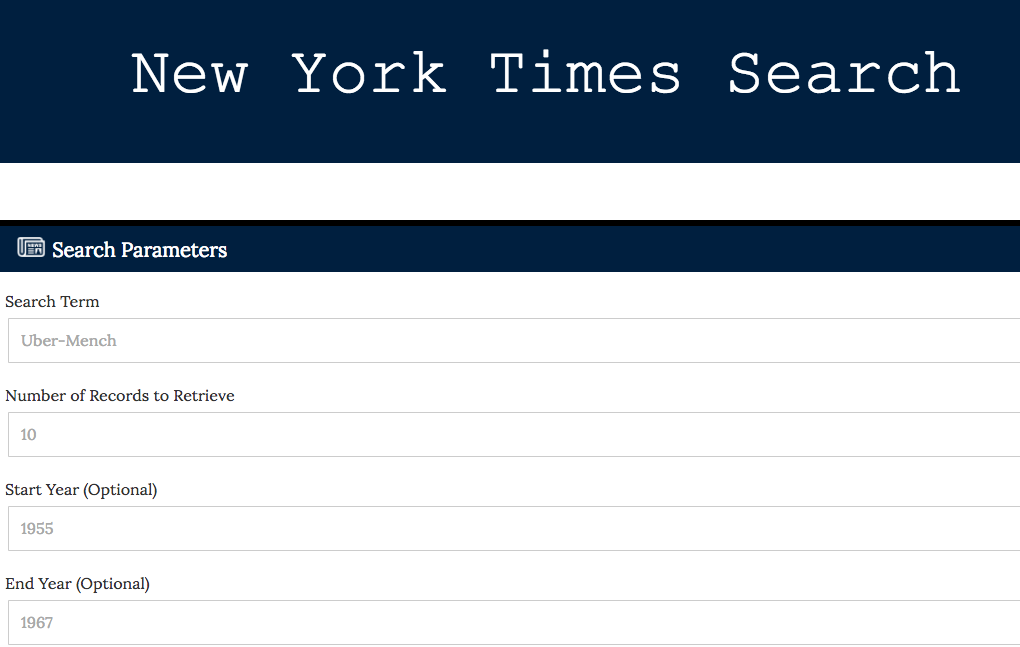 New York Times Search
Search Parameters
Search Term
Uber-Mench
Number of Records to Retrieve
10
Start Year (Optional)
1955
End Year (Optional)
1967